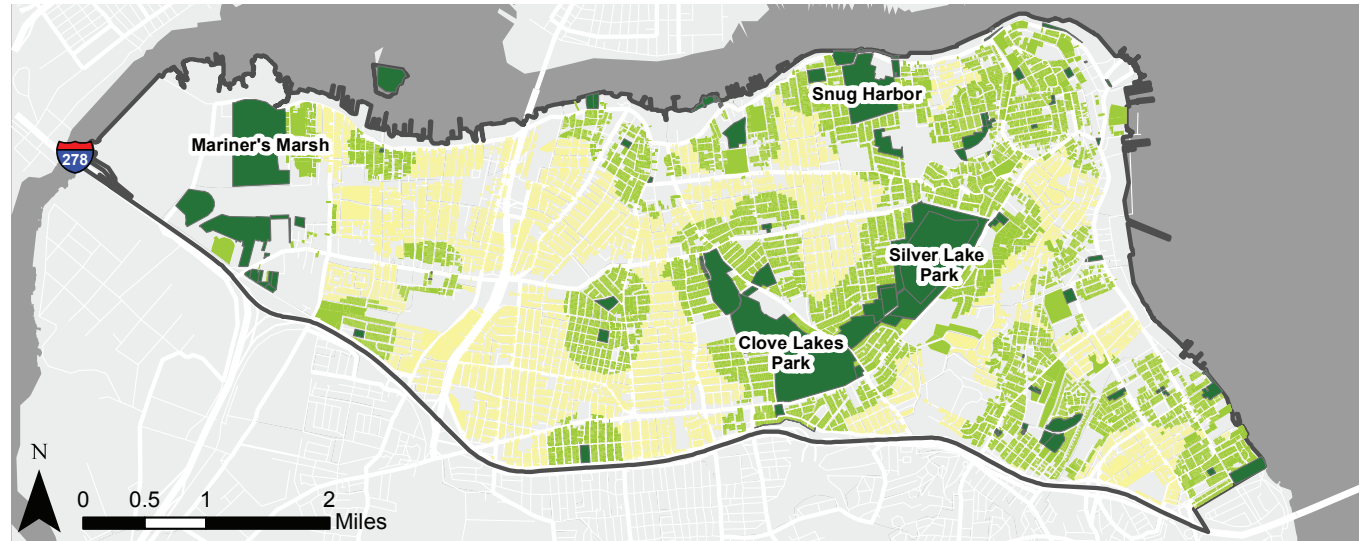 Snug Harbor
Mariner's Marsh
278
Silver Lake
Park
Clove Lakes
Park
N
0 0.5 1 2
Miles